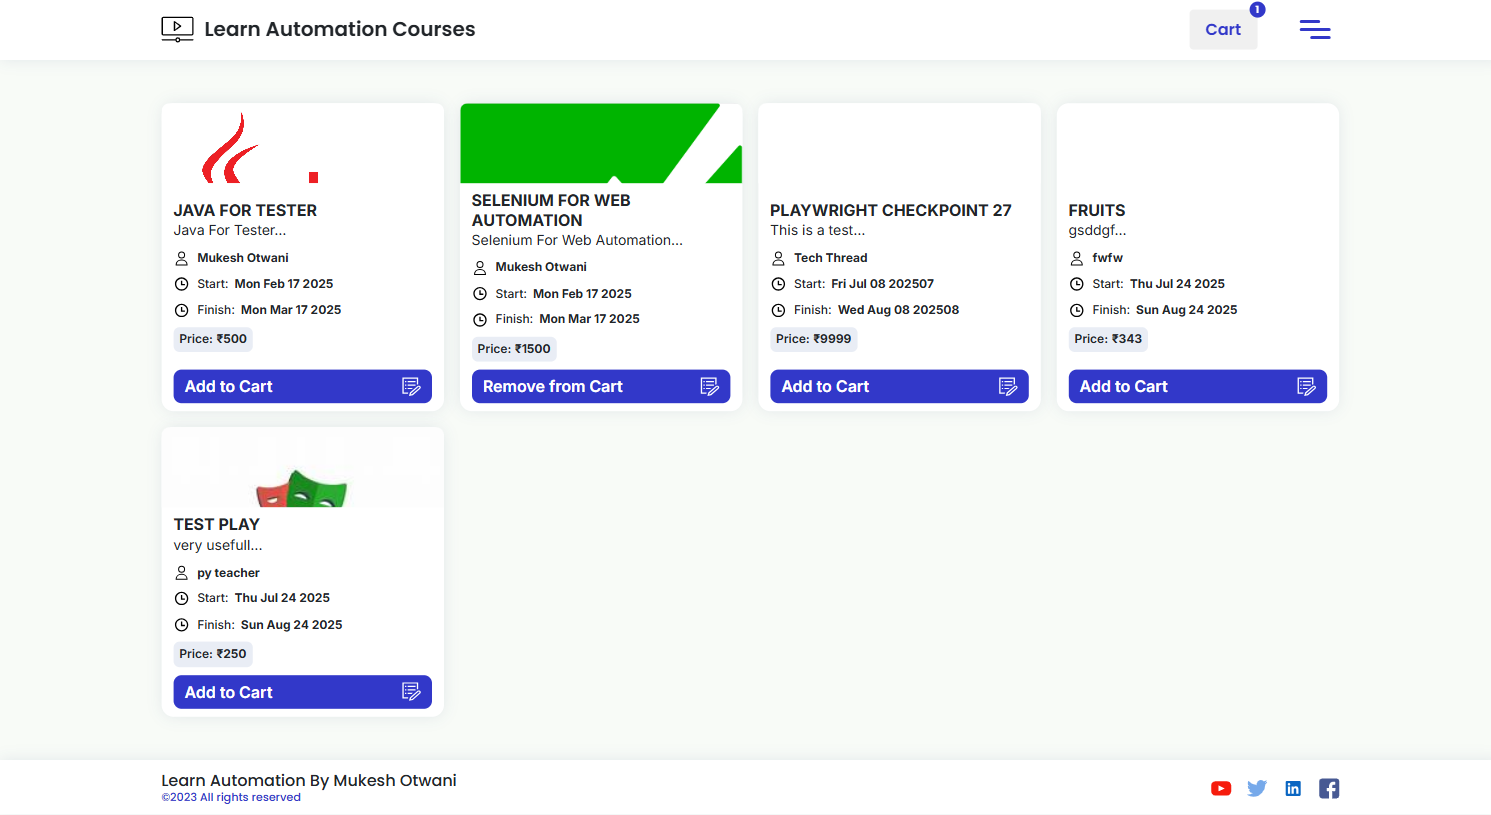 Learn Automation Courses
Cart
1
JAVA FOR TESTER
Java For Tester...
Mukesh Otwani
Start: Mon Feb 17 2025
Finish: Mon Mar 17 2025
Price: ₹500
Add to Cart
SELENIUM FOR WEB
AUTOMATION
Selenium For Web Automation...
Mukesh Otwani
Start: Mon Feb 17 2025
Finish: Mon Mar 17 2025
Price: ₹1500
Remove from Cart
PLAYWRIGHT CHECKPOINT 27
This is a test...
Tech Thread
Start: Fri Jul 08 202507
Finish: Wed Aug 08 202508
Price: ₹9999
Add to Cart
FRUITS
gsddgf...
fwfw
Start: Thu Jul 24 2025
Finish: Sun Aug 24 2025
Price: ₹343
Add to Cart
TEST PLAY
very usefull...
py teacher
Start: Thu Jul 24 2025
Finish: Sun Aug 24 2025
Price: ₹250
Add to Cart
Learn Automation By Mukesh Otwani
©2023 All rights reserved